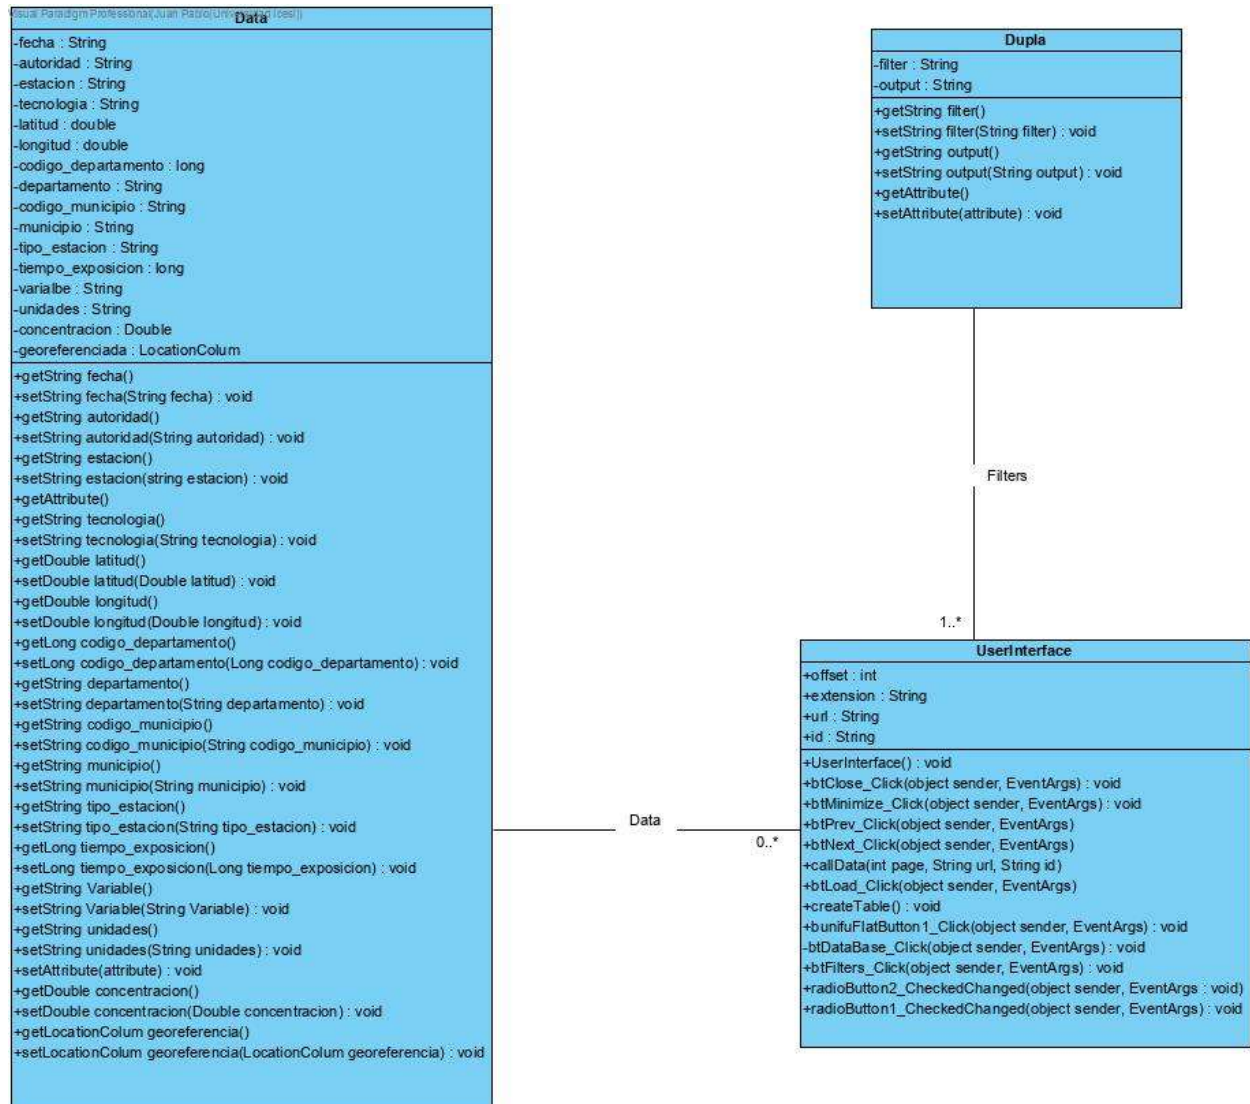 Visual Paradigm Professional(Juan Pablo(Universidad Icesi))
Data
-fecha : String
-autoridad : String
-estacion : String
-tecnologia : String
-latitud : double
-longitud : double
-codigo_departamento : long
-departamento : String
-codigo_municipio : String
-municipio : String
-tipo_estacion : String
-tiempo_exposicion : long
-varialbe : String
-unidades : String
-concentracion : Double
-georeferenciada : LocationColum
+getString fecha()
+setString fecha(String fecha) : void
+getString autoridad()
+setString autoridad(String autoridad) : void
+getString estacion()
+setString estacion(string estacion) : void
+getAttribute()
+getString tecnologia()
+setString tecnologia(String tecnologia) : void
+getDouble latitud()
+setDouble latitud(Double latitud) : void
+getDouble longitud()
+setDouble longitud(Double longitud) : void
+getLong codigo_departamento()
+setLong codigo_departamento(Long codigo_departamento) : void
+getString departamento()
+setString departamento(String departamento) : void
+getString codigo_municipio()
+setString codigo_municipio(String codigo_municipio) : void
+getString municipio()
+setString municipio(String municipio) : void
+getString tipo_estacion()
+setString tipo_estacion(String tipo_estacion) : void
+getLong tiempo_exposicion()
+setLong tiempo_exposicion(Long tiempo_exposicion) : void
+getString Variable()
+setString Variable(String Variable) : void
+getString unidades()
+setString unidades(String unidades) : void
+setAttribute(attribute) : void
+getDouble concentracion()
+setDouble concentracion(Double concentracion) : void
+getLocationColum georeferencia()
+setLocationColum georeferencia(LocationColum georeferencia) : void
Dupla
-filter : String
-output : String
+getString filter()
+setString filter(String filter) : void
+getString output()
+setString output(String output) : void
+getAttribute()
+setAttribute(attribute) : void
Filters
1..*
Data
0..*
UserInterface
+offset : int
+extension : String
+url : String
+id : String
+UserInterface() : void
+btClose_Click(object sender, EventArgs) : void
+btMinimize_Click(object sender, EventArgs) : void
+btPrev_Click(object sender, EventArgs)
+btNext_Click(object sender, EventArgs)
+callData(int page, String url, String id)
+btLoad_Click(object sender, EventArgs)
+createTable() : void
+bunifuFlatButton1_Click(object sender, EventArgs) : void
-btDataBase_Click(object sender, EventArgs) : void
+btFilters_Click(object sender, EventArgs) : void
+radioButton2_CheckedChanged(object sender, EventArgs : void)
+radioButton1_CheckedChanged(object sender, EventArgs) : void